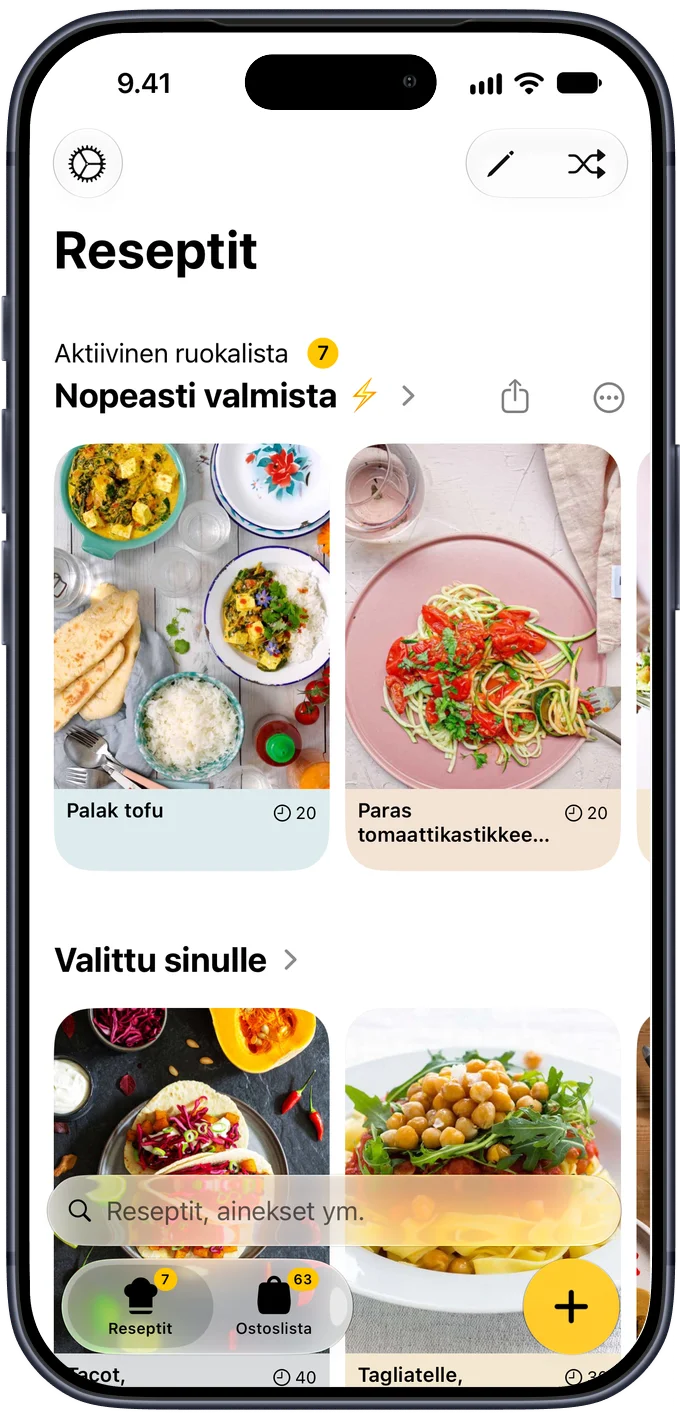 9.41
Reseptit
Aktiivinen ruokalista 7
Nopeasti valmista
Palak tofu 20
Paras 20
tomaattikastikkee...
Valittu sinulle
Reseptit, ainekset ym.
7
63
Reseptit
Ostoslista
Tacot, 40
Tagliatelle,